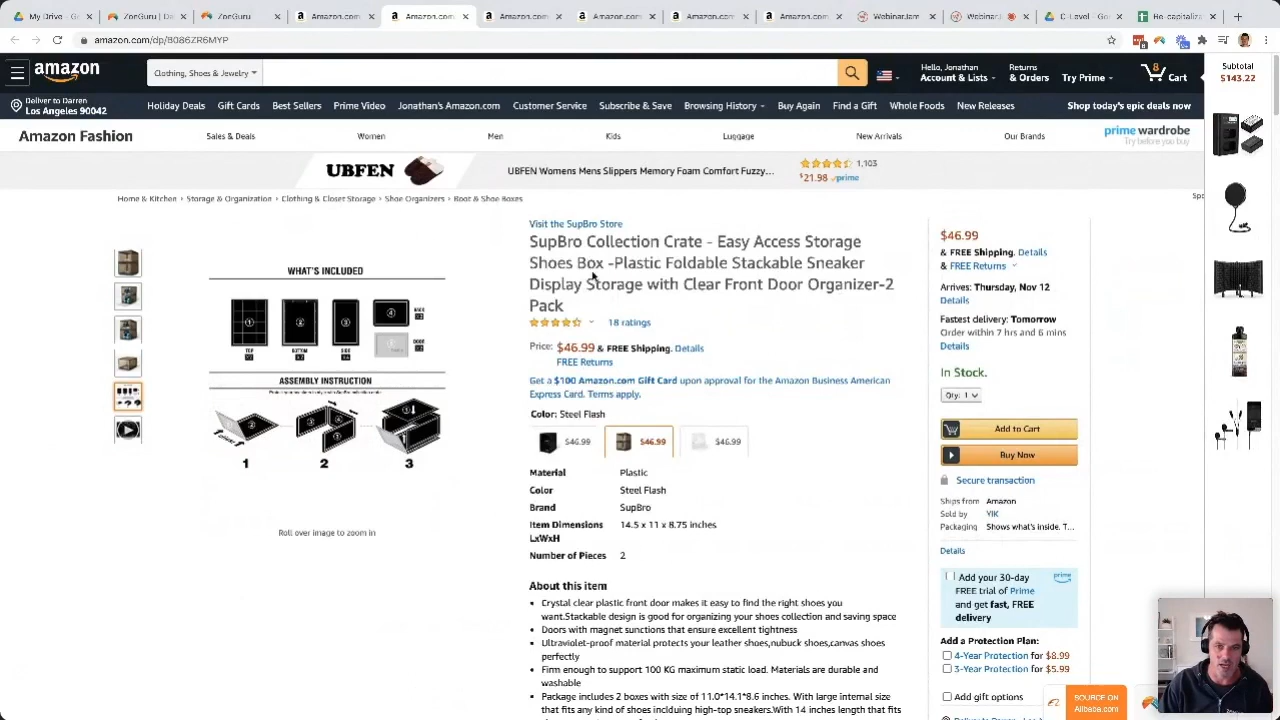 Zdrive
Guru
a Amazon.com
a Amazon.com
a Amazon.com
a Amazon.com
a Amazon.com
Webinarjam
Google
amazon.com/dp/B086ZR6MYP
amazon
Clothing, Shoes & Jewelry
Hello, Jonathan
Account & Lists
Returns
& Orders
Try Prime
Cart
Subtotal
$143.22
Deliver to Darren
Los Angeles 90042
Holiday Deals
Gift Cards
Best Sellers
Prime Video
Jonathan's Amazon.com
Customer Service
Subscribe & Save
Browsing History
Buy Again
Find a Gift
Whole Foods
New Releases
Shop today's epic deals now
Amazon Fashion
Sales & Deals
Women
Men
Kids
Luggage
New Arrivals
Our Brands
prime wardrobe
Try before you buy
UBFEN
UBFEN Womens Mens Slippers Memory Foam Comfort Fuzzy...
1,103
$21.98 prime
Home & Kitchen › Storage & Organization › Clothing & Closet Storage › Shoe Organizers › Boot & Shoe Boxes
Visit the SupBro Store
SupBro Collection Crate - Easy Access Storage
Shoes Box -Plastic Foldable Stackable Sneaker
Display Storage with Clear Front Door Organizer-2
Pack
18 ratings
Price: $46.99 & FREE Shipping. Details
FREE Returns
Get a $100 Amazon.com Gift Card upon approval for the Amazon Business American
Express Card. Terms apply.
Color: Steel Flash
$46.99
$46.99
$46.99
Material Plastic
Color Steel Flash
Brand SupBro
Item Dimensions 14.5 x 11 x 8.75 inches
LxWxH
Number of Pieces 2
About this item
• Crystal clear plastic front door makes it easy to find the right shoes you
want.Stackable design is good for organizing your shoes collection and saving space
• Doors with magnet sunctions that ensure excellent tightness
• Ultraviolet-proof material protects your leather shoes,nubuck shoes,canvas shoes
perfectly
• Firm enough to support 100 KG maximum static load. Materials are durable and
washable
• Package includes 2 boxes with size of 11.0*14.1*8.6 inches. With large internal size
that fits any kind of shoes inclduing high-top sneakers.With 14 inches length that fits
WHAT'S INCLUDED
1
2
3
4
TOP
BOTTOM
SIDE
BACK
DOOR
ASSEMBLY INSTRUCTION
1
2
3
Roll over image to zoom in
$46.99
& FREE Shipping. Details
& FREE Returns
Arrives: Thursday, Nov 12
Details
Fastest delivery: Tomorrow
Order within 7 hrs and 6 mins
Details
In Stock.
Qty: 1
Add to Cart
Buy Now
Secure transaction
Ships from Amazon
Sold by YIK
Packaging Shows what's inside. T...
Details
Add your 30-day
FREE trial of Prime
and get fast, FREE
delivery
prime
Add a Protection Plan:
4-Year Protection for $8.99
3-Year Protection for $5.99
Add gift options
SOURCE ON
Alibaba.com